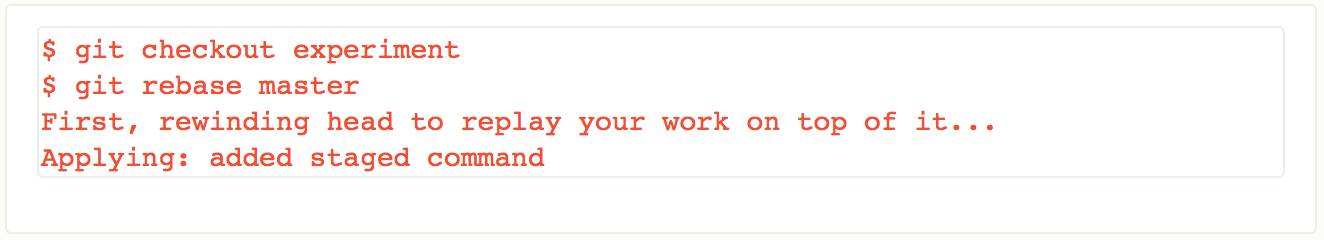 $ git checkout experiment
$ git rebase master
First, rewinding head to replay your work on top of it...
Applying: added staged command